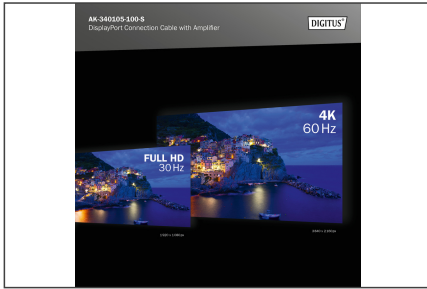 AK-340105-100-S
DisplayPort Connection Cable with Amplifier
DIGITUS®
4K
60 Hz
FULL HD
30 Hz